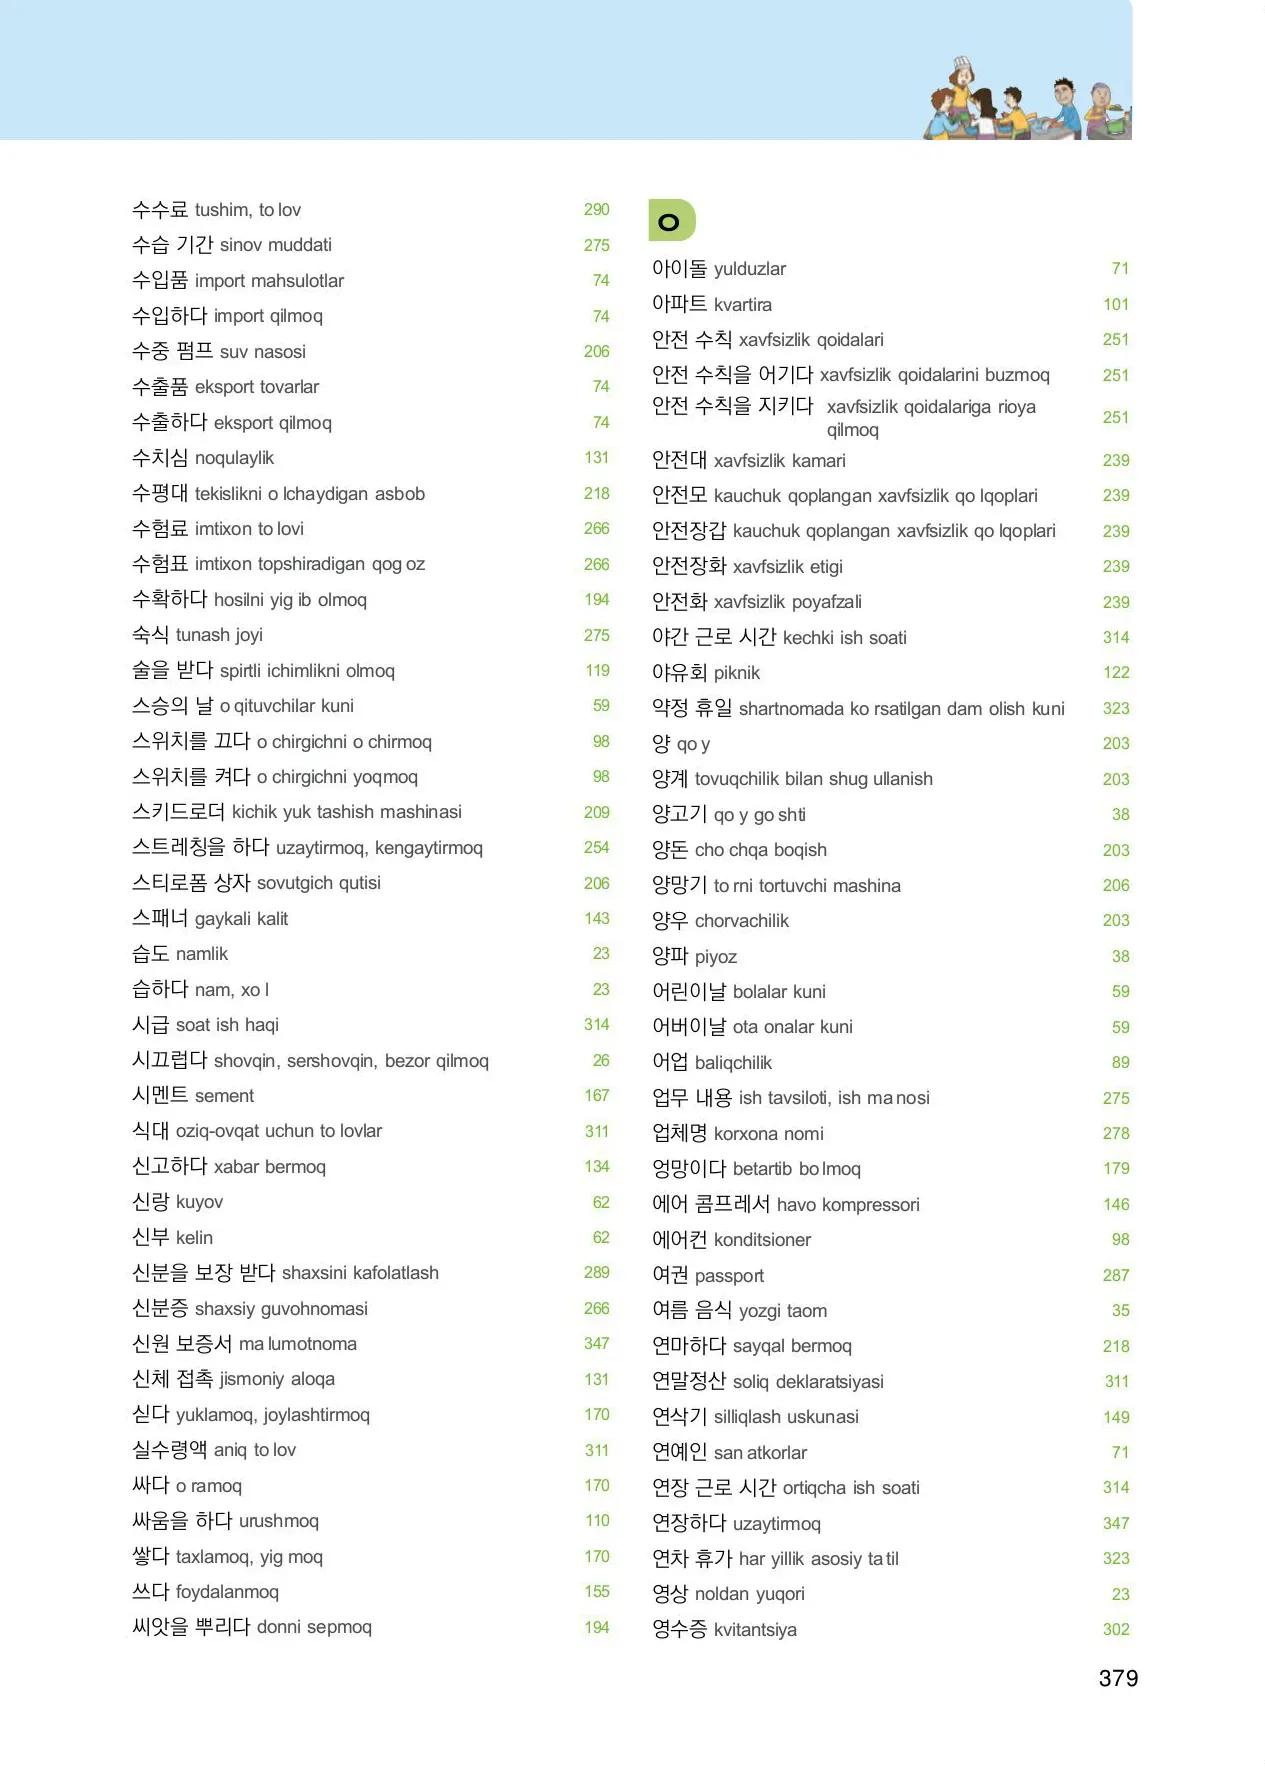 수수료 tushim, to lov 290
수습 기간 sinov muddati 275
수입품 import mahsulotlar 74
수입하다 import qilmoq 74
수중 펌프 suv nasosi 206
수출품 eksport tovarlar 74
수출하다 eksport qilmoq 74
수치심 noqulaylik 131
수평대 tekislikni o lchaydigan asbob 218
수험료 imtixon to lovi 266
수험표 imtixon topshiradigan qog oz 266
수확하다 hosilni yig ib olmoq 194
숙식 tunash joyi 275
술을 받다 spirtli ichimlikni olmoq 119
스승의 날 o qituvchilar kuni 59
스위치를 끄다 o chirgichni o chirmoq 98
스위치를 켜다 o chirgichni yoqmoq 98
스키드로더 kichik yuk tashish mashinasi 209
스트레칭을 하다 uzaytirmoq, kengaytirmoq 254
스티로폼 상자 sovutgich qutisi 206
스패너 gaykali kalit 143
습도 namlik 23
습하다 nam, xo l 23
시급 soat ish haqi 314
시끄럽다 shovqin, sershovqin, bezor qilmoq 26
시멘트 sement 167
식대 oziq-ovqat uchun to lovlar 311
신고하다 xabar bermoq 134
신랑 kuyov 62
신부 kelin 62
신분을 보장 받다 shaxsini kafolatlash 289
신분증 shaxsiy guvohnomasi 266
신원 보증서 ma lumotnoma 347
신체 접촉 jismoniy aloqa 131
싣다 yuklamoq, joylashtirmoq 170
실수령액 aniq to lov 311
싸다 o ramoq 170
싸움을 하다 urushmoq 110
쌓다 taxlamoq, yig moq 170
쓰다 foydalanmoq 155
씨앗을 뿌리다 donni sepmoq 194
ㅇ
아이돌 yulduzlar 71
아파트 kvartira 101
안전 수칙 xavfsizlik qoidalari 251
안전 수칙을 어기다 xavfsizlik qoidalarini buzmoq 251
안전 수칙을 지키다 xavfsizlik qoidalariga rioya
qilmoq 251
안전대 xavfsizlik kamari 239
안전모 kauchuk qoplangan xavfsizlik qo lqoplari 239
안전장갑 kauchuk qoplangan xavfsizlik qo lqoplari 239
안전장화 xavfsizlik etigi 239
안전화 xavfsizlik poyafzali 239
야간 근로 시간 kechki ish soati 314
야유회 piknik 122
약정 휴일 shartnomada ko rsatilgan dam olish kuni 323
양 qo y 203
양계 tovuqchilik bilan shug ullanish 203
양고기 qo y go shti 38
양돈 cho chqa boqish 203
양망기 to rni tortuvchi mashina 206
양우 chorvachilik 203
양파 piyoz 38
어린이날 bolalar kuni 59
어버이날 ota onalar kuni 59
어업 baliqchilik 89
업무 내용 ish tavsiloti, ish ma nosi 275
업체명 korxona nomi 278
엉망이다 betartib bo lmoq 179
에어 콤프레서 havo kompressori 146
에어컨 konditsioner 98
여권 passport 287
여름 음식 yozgi taom 35
연마하다 sayqal bermoq 218
연말정산 soliq deklaratsiyasi 311
연삭기 silliqlash uskunasi 149
연예인 san atkorlar 71
연장 근로 시간 ortiqcha ish soati 314
연장하다 uzaytirmoq 347
연차 휴가 har yillik asosiy ta til 323
영상 noldan yuqori 23
영수증 kvitantsiya 302
379